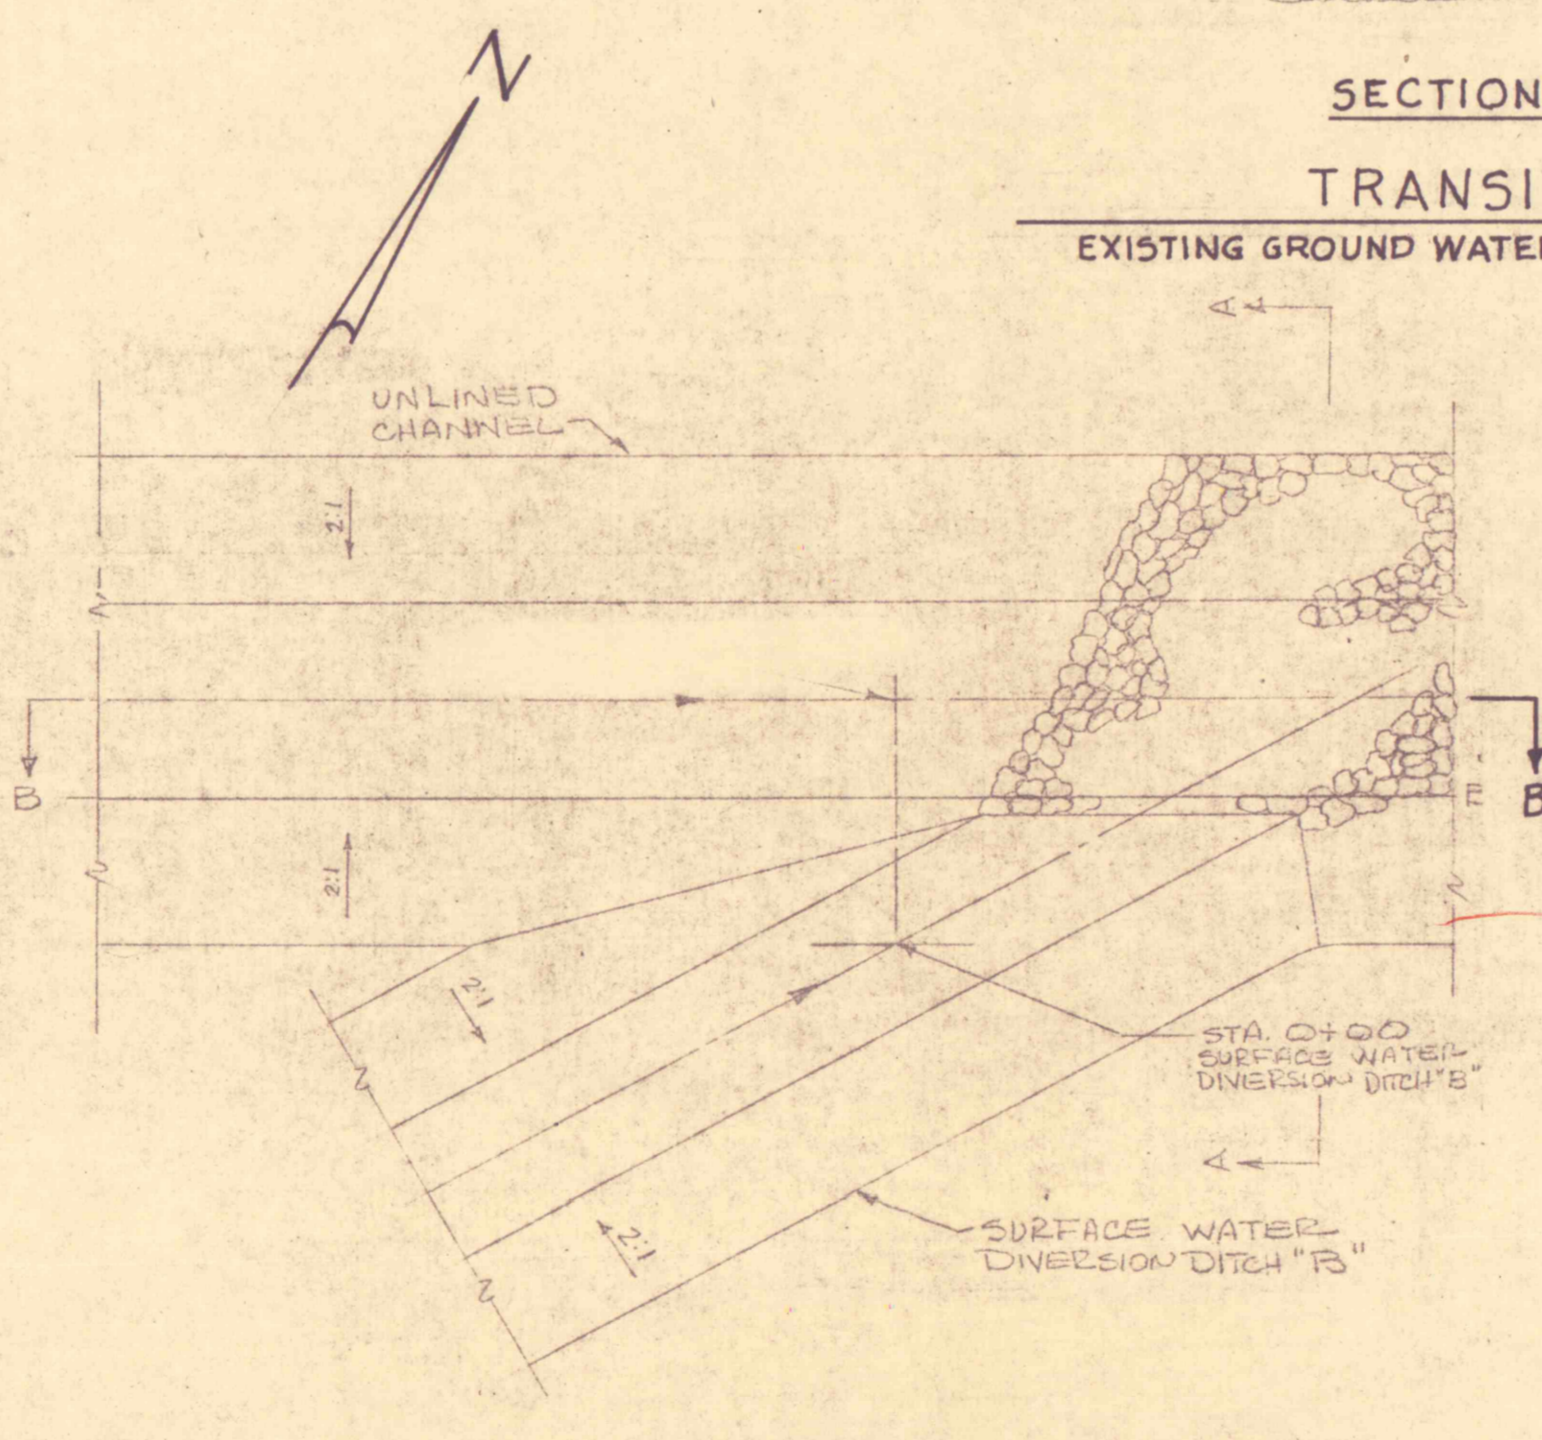 N
SECTION
TRANSI
EXISTING GROUND WATE
A
UNLINED
CHANNEL
2:1
B
B
2:1
2:1
STA. 0+00
SURFACE WATER
DIVERSION DITCH "B"
A
2:1
SURFACE WATER
DIVERSION DITCH "B"